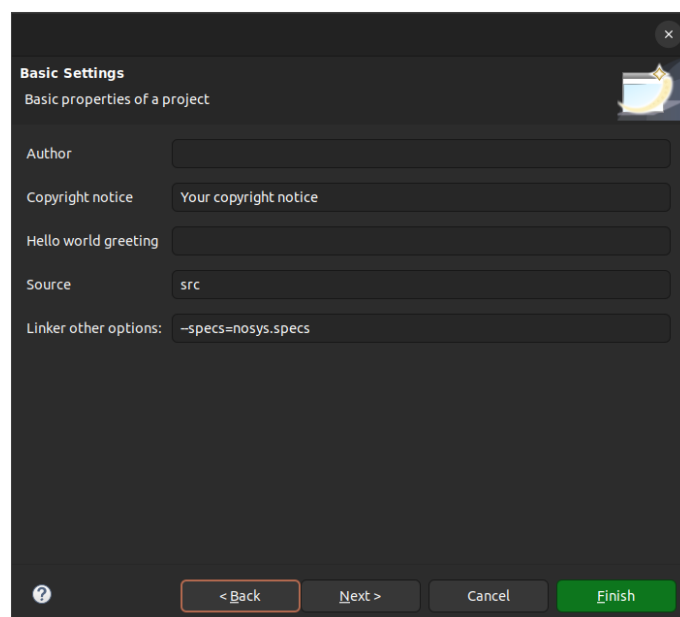 Basic Settings
Basic properties of a project
Author
Copyright notice Your copyright notice
Hello world greeting
Source src
Linker other options: --specs=nosys.specs
< Back Next > Cancel Finish